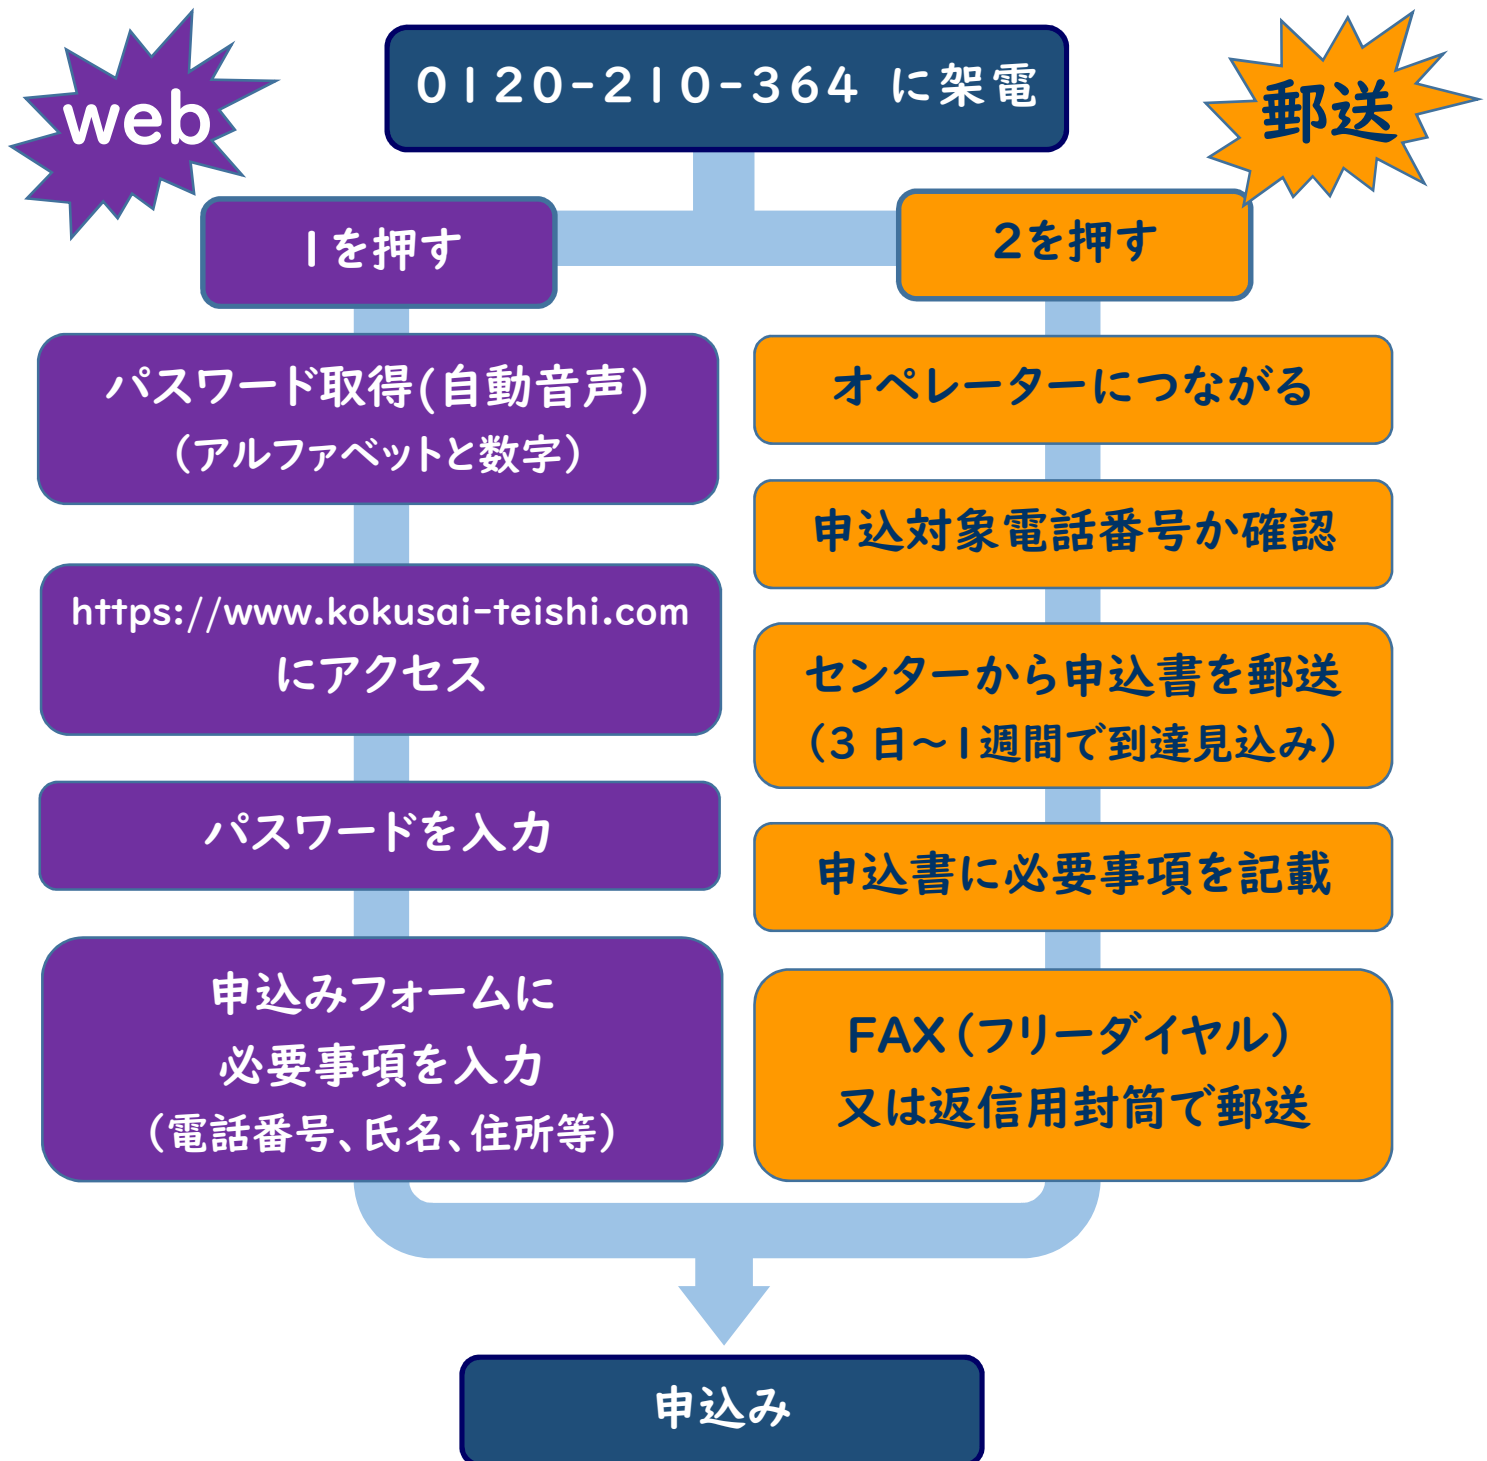 web
0120-210-364 に架電
郵送
1を押す
パスワード取得(自動音声)
（アルファベットと数字）
https://www.kokusai-teishi.com
にアクセス
パスワードを入力
申込みフォームに
必要事項を入力
（電話番号、氏名、住所等）
2を押す
オペレーターにつながる
申込対象電話番号か確認
センターから申込書を郵送
（3 日～1週間で到達見込み）
申込書に必要事項を記載
FAX（フリーダイヤル）
又は返信用封筒で郵送
申込み